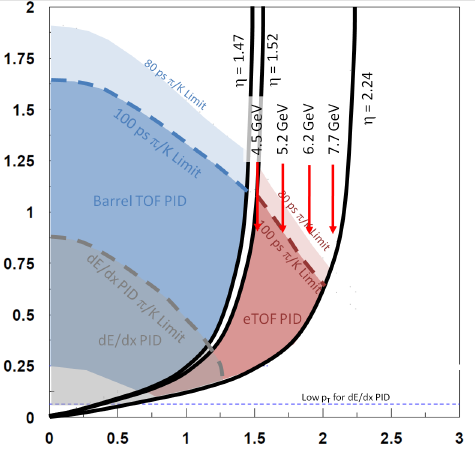 2
1.75
1.5
1.25
1
0.75
0.5
0.25
0
0
0.5
1
1.5
2
2.5
3
80 ps π/K Limit
100 ps π/K Limit
Barrel TOF PID
dE/dx PID π/K Limit
dE/dx PID
η = 1.47
η = 1.52
η = 2.24
4.5 GeV
5.2 GeV
6.2 GeV
7.7 GeV
80 ps π/K Limit
100 ps π/K Limit
eTOF PID
Low pT for dE/dx PID